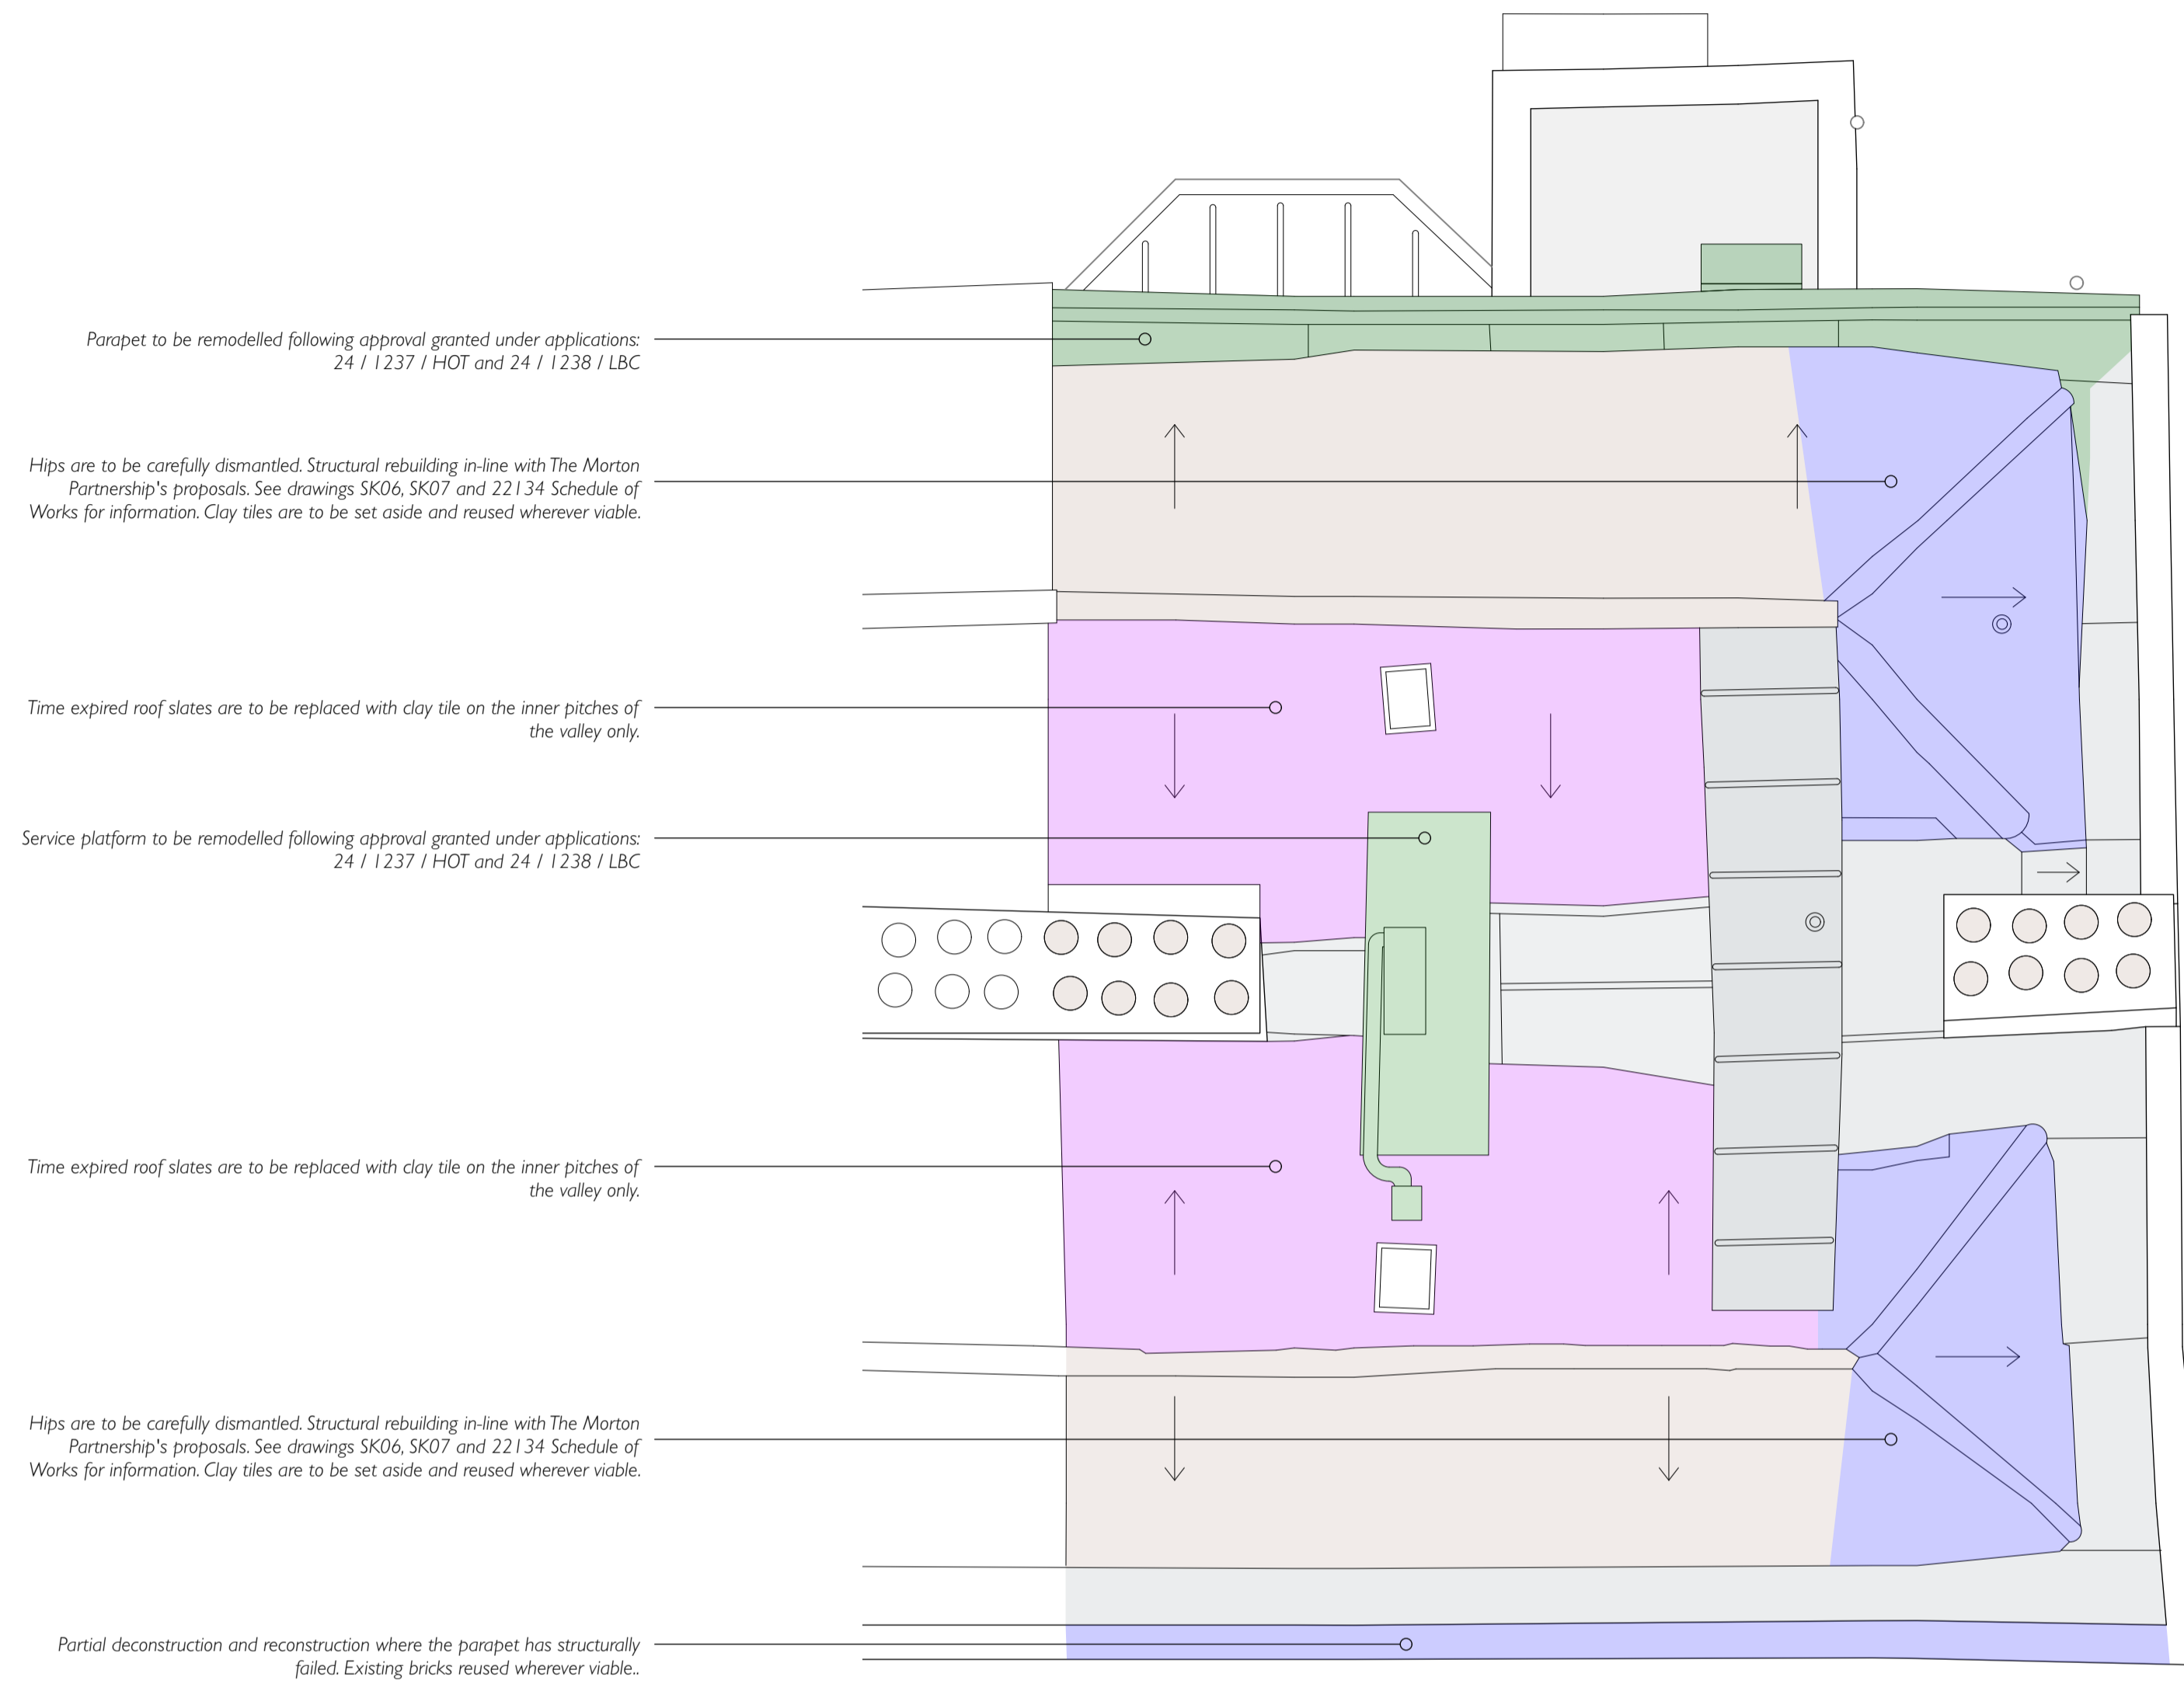 Parapet to be remodelled following approval granted under applications:
24 / 1237 / HOT and 24 / 1238 / LBC
Hips are to be carefully dismantled. Structural rebuilding in-line with The Morton
Partnership's proposals. See drawings SK06, SK07 and 22134 Schedule of
Works for information. Clay tiles are to be set aside and reused wherever viable.
Time expired roof slates are to be replaced with clay tile on the inner pitches of
the valley only.
Service platform to be remodelled following approval granted under applications:
24 / 1237 / HOT and 24 / 1238 / LBC
Time expired roof slates are to be replaced with clay tile on the inner pitches of
the valley only.
Hips are to be carefully dismantled. Structural rebuilding in-line with The Morton
Partnership's proposals. See drawings SK06, SK07 and 22134 Schedule of
Works for information. Clay tiles are to be set aside and reused wherever viable.
Partial deconstruction and reconstruction where the parapet has structurally
failed. Existing bricks reused wherever viable..